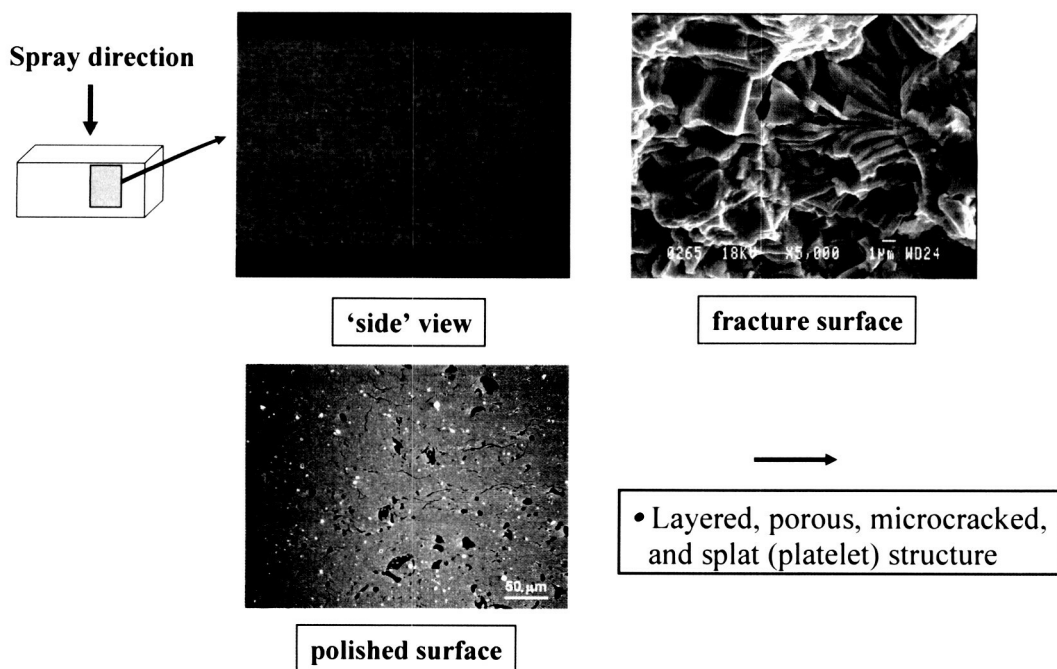 Spray direction
'side' view
0265 18KV X5,000 1μm WD24
fracture surface
50 μm
polished surface
• Layered, porous, microcracked,
and splat (platelet) structure